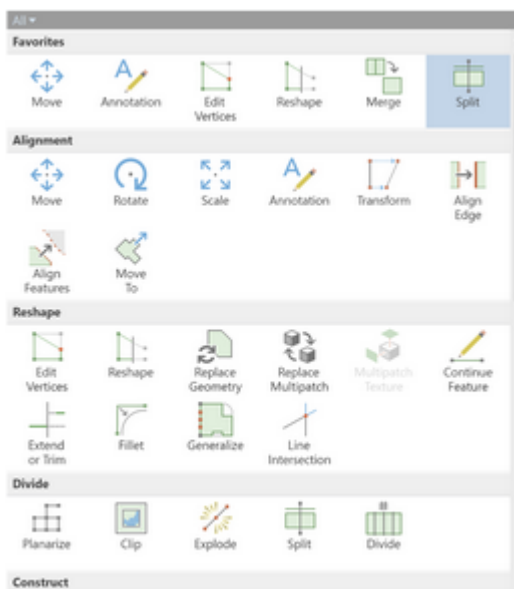 All
Favorites
Move Annotation Edit Vertices Reshape Merge Split
Alignment
Move Rotate Scale Annotation Transform Align Edge
Align Features Move To
Reshape
Edit Vertices Reshape Replace Geometry Replace Multipatch Multipatch Texture Continue Feature
Extend or Trim Fillet Generalize Line Intersection
Divide
Planarize Clip Explode Split Divide
Construct